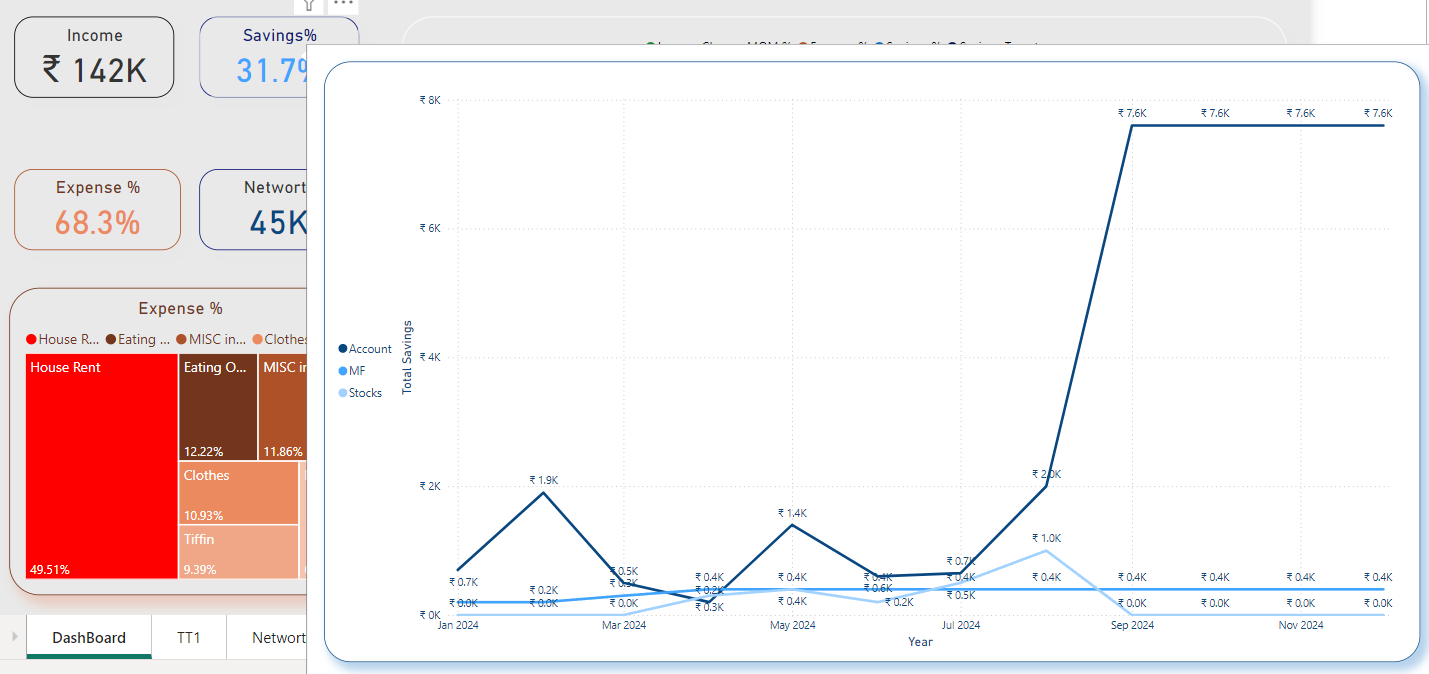 Income
₹ 142K
Savings%
31.7%
Expense %
68.3%
Networt
45K
Expense %
House R... Eating ... MISC in... Clothes
House Rent
49.51%
Eating O...
12.22%
MISC in
11.86%
Clothes
10.93%
Tiffin
9.39%
DashBoard
TT1
Networt
Account
MF
Stocks
Total Savings
₹ 8K
₹ 6K
₹ 4K
₹ 2K
₹ 0K
₹ 7.6K ₹ 7.6K ₹ 7.6K ₹ 7.6K
₹ 1.9K
₹ 1.4K
₹ 2.0K
₹ 1.0K
₹ 0.7K
₹ 0.7K
₹ 0.5K
₹ 0.3K
₹ 0.2K
₹ 0.0K ₹ 0.0K ₹ 0.0K
₹ 0.4K
₹ 0.2K
₹ 0.3K
₹ 0.4K
₹ 0.4K
₹ 0.4K
₹ 0.6K
₹ 0.2K
₹ 0.4K
₹ 0.5K
₹ 0.4K
₹ 0.4K ₹ 0.4K ₹ 0.4K ₹ 0.4K
₹ 0.0K ₹ 0.0K ₹ 0.0K ₹ 0.0K
Jan 2024 Mar 2024 May 2024 Jul 2024 Sep 2024 Nov 2024
Year